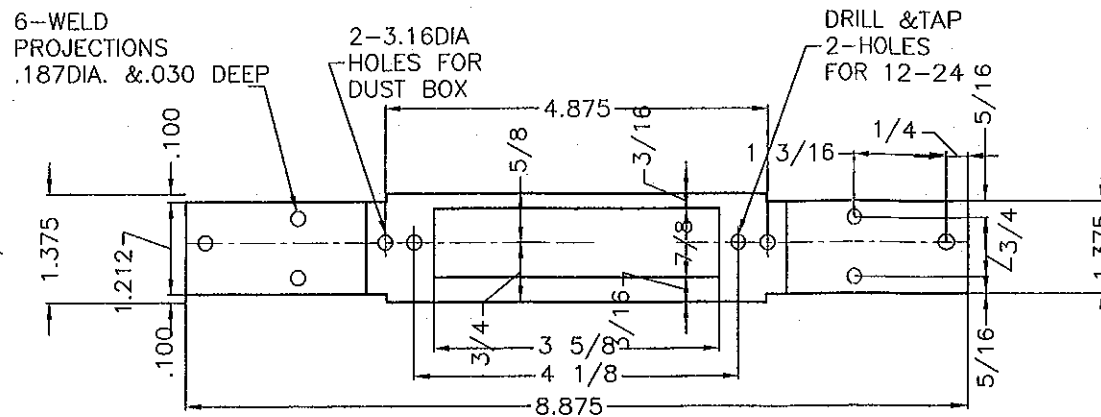 6-WELD
PROJECTIONS
.187DIA. &.030 DEEP
2-3.16DIA
HOLES FOR
DUST BOX
DRILL &TAP
2-HOLES
FOR 12-24
4.875
5/8
3/16
1 3/16
1/4
5/16
.100
1.375
1.212
.100
7/8
3/4
1.375
3/4
3/16
5/16
3 5/8
4 1/8
8.875